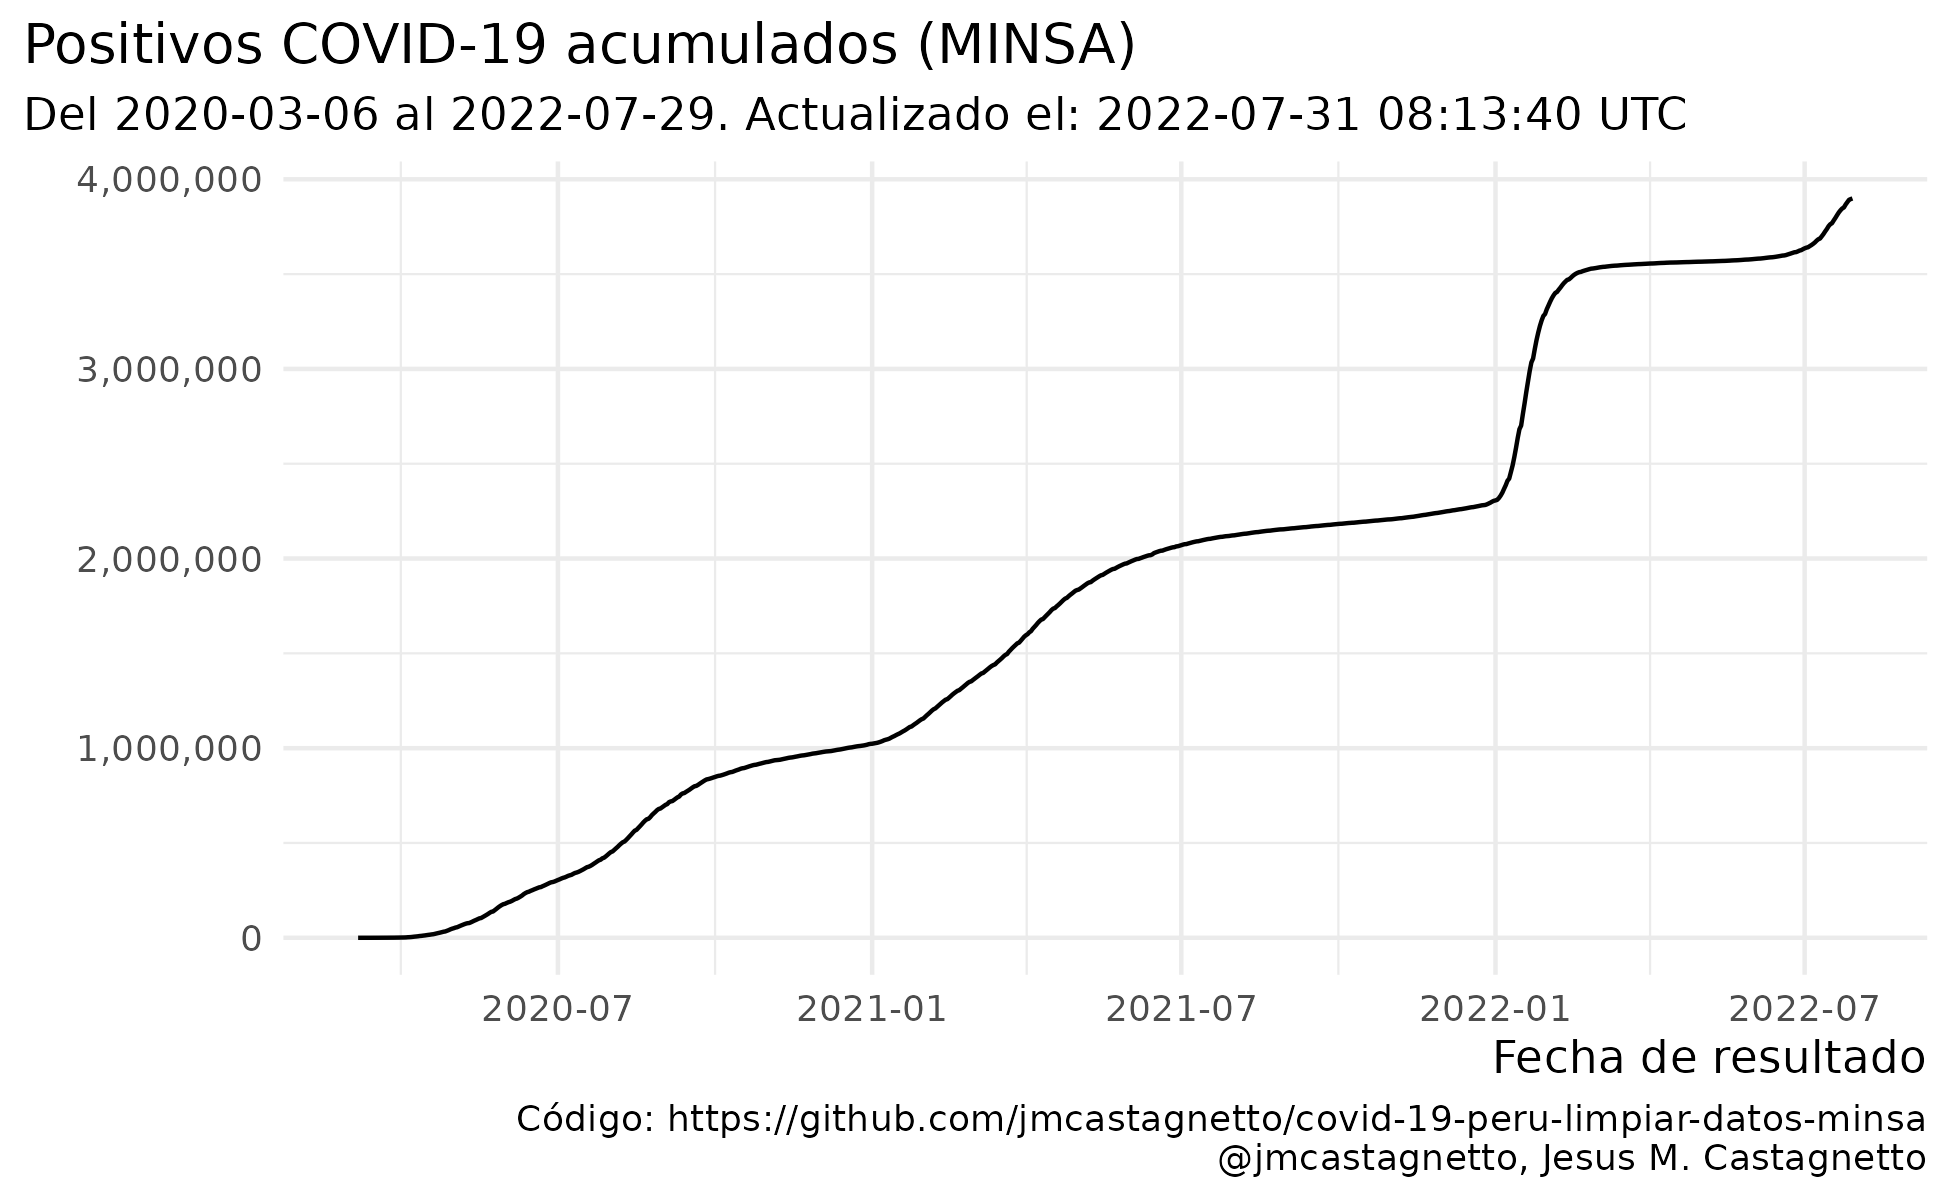 Positivos COVID-19 acumulados (MINSA)
Del 2020-03-06 al 2022-07-29. Actualizado el: 2022-07-31 08:13:40 UTC
4,000,000
3,000,000
2,000,000
1,000,000
0
2020-07 2021-01 2021-07 2022-01 2022-07
Fecha de resultado
Código: https://github.com/jmcastagnetto/covid-19-peru-limpiar-datos-minsa
@jmcastagnetto, Jesus M. Castagnetto